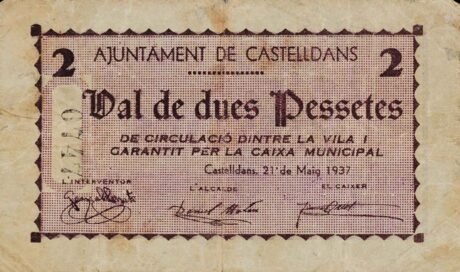 AJUNTAMENT DE CASTELLDANS
2 2
Val de dues Pessetes
DE CIRCULACIÓ DINTRE LA VILA I
GARANTIT PER LA CAIXA MUNICIPAL
Castelldans, 21 de Maig 1937
L'INTERVENTOR L'ALCALDE EL CAIXER